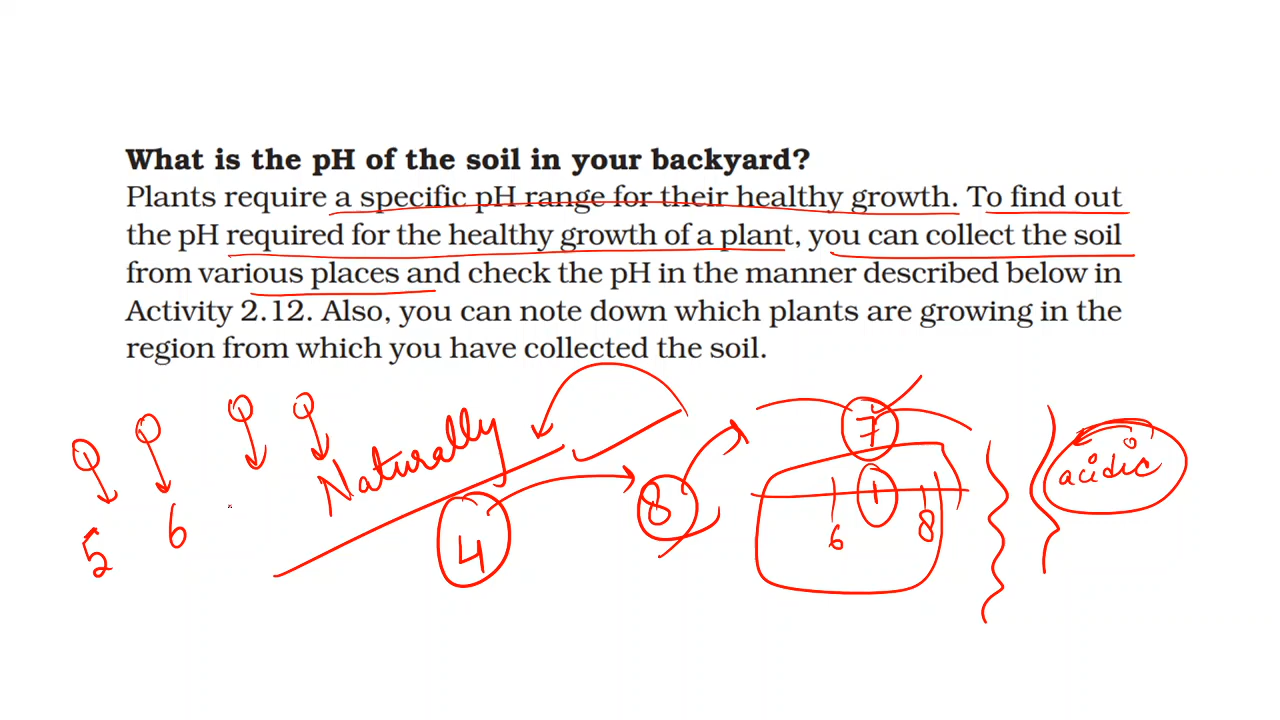 What is the pH of the soil in your backyard?
Plants require a specific pH range for their healthy growth. To find out
the pH required for the healthy growth of a plant, you can collect the soil
from various places and check the pH in the manner described below in
Activity 2.12. Also, you can note down which plants are growing in the
region from which you have collected the soil.
Naturally
7
acidic
5
6
4
8
1
6
8